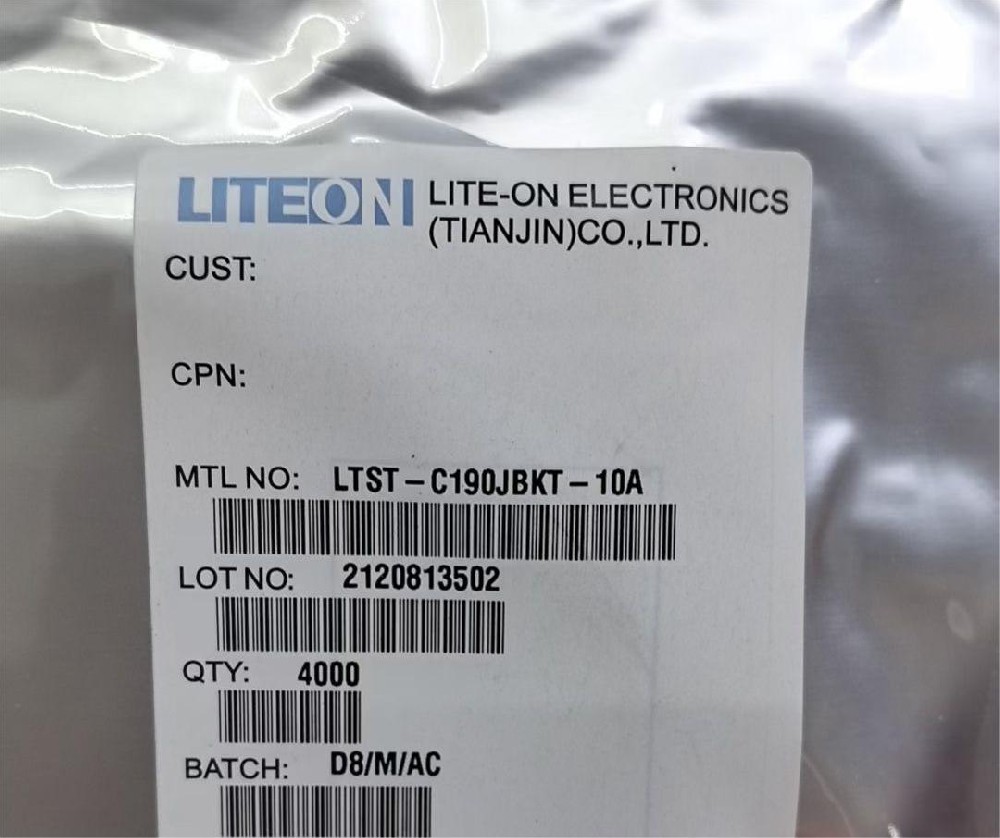 LITEON LITE-ON ELECTRONICS
(TIANJIN)CO.,LTD.
CUST:
CPN:
MTL NO: LTST-C190JBKT-10A
LOT NO: 2120813502
QTY: 4000
BATCH: D8/M/AC